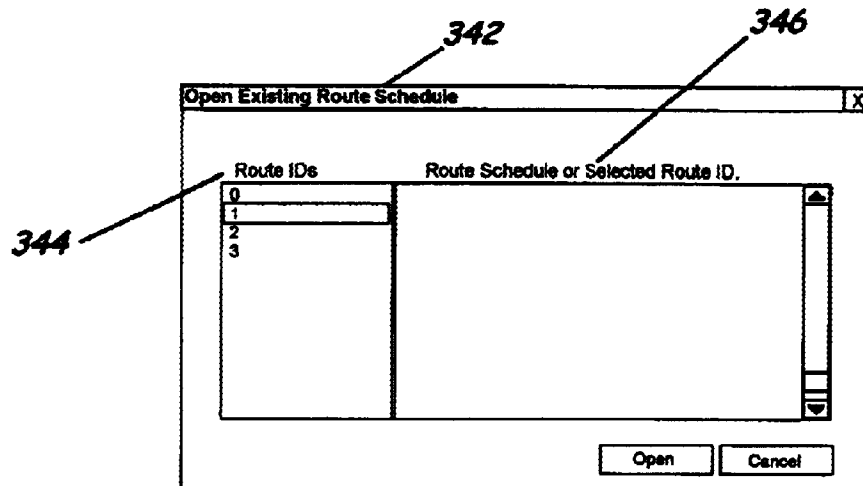 342
346
Open Existing Route Schedule X
Route IDs Route Schedule or Selected Route ID.
344
0
1
2
3
Open Cancel